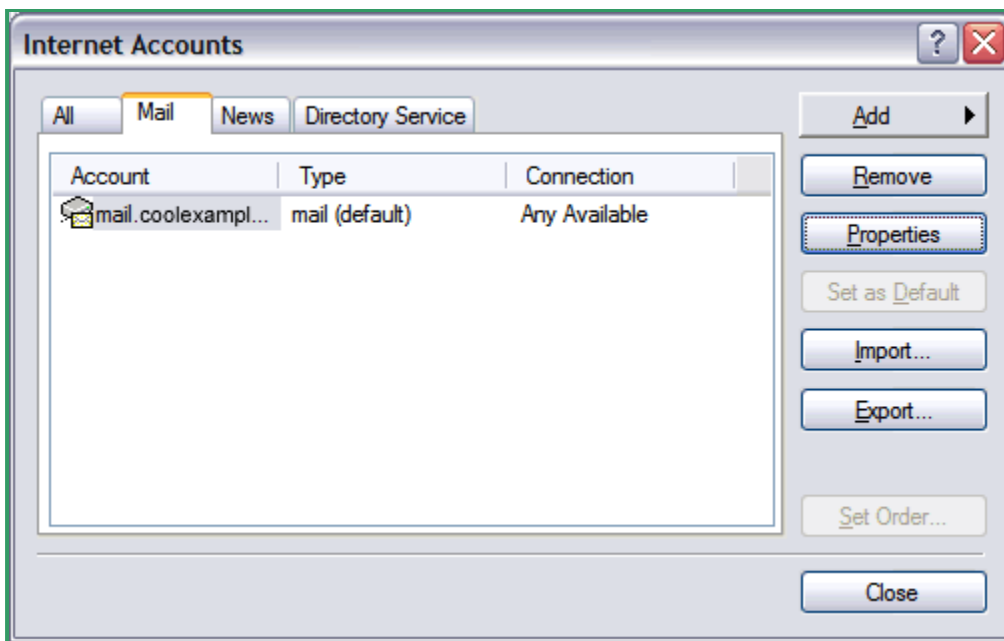 Internet Accounts
?
All Mail News Directory Service
Account Type Connection
mail.coolexampl... mail (default) Any Available
Add
Remove
Properties
Set as Default
Import...
Export...
Set Order...
Close